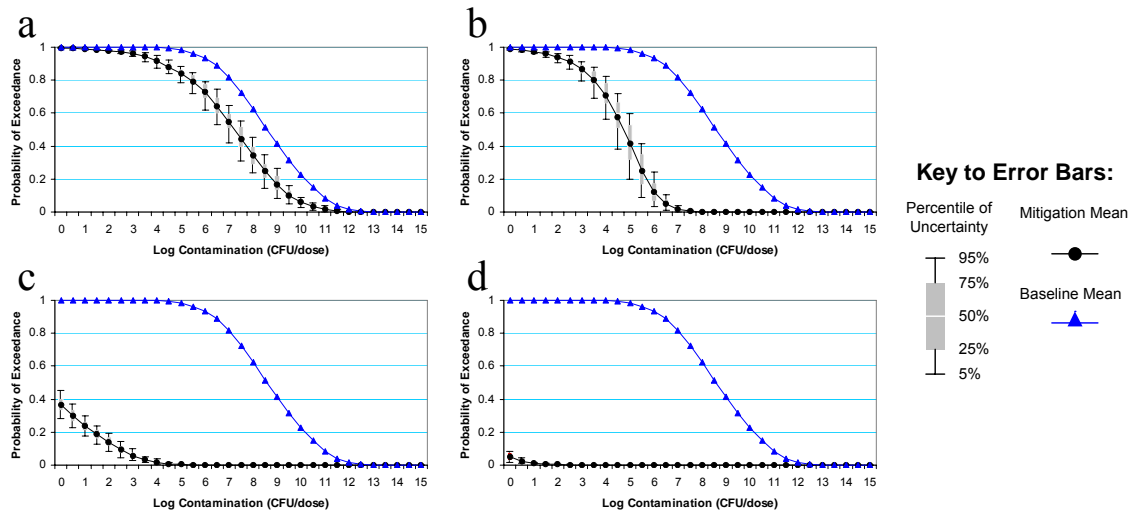 a
1
0.8
0.6
0.4
0.2
0
Probability of Exceedance
0 1 2 3 4 5 6 7 8 9 10 11 12 13 14 15
Log Contamination (CFU/dose)
b
1
0.8
0.6
0.4
0.2
0
Probability of Exceedance
0 1 2 3 4 5 6 7 8 9 10 11 12 13 14 15
Log Contamination (CFU/dose)
c
1
0.8
0.6
0.4
0.2
0
Probability of Exceedance
0 1 2 3 4 5 6 7 8 9 10 11 12 13 14 15
Log Contamination (CFU/dose)
d
1
0.8
0.6
0.4
0.2
0
Probability of Exceedance
0 1 2 3 4 5 6 7 8 9 10 11 12 13 14 15
Log Contamination (CFU/dose)
Key to Error Bars:
Percentile of
Uncertainty
95%
75%
50%
25%
5%
Mitigation Mean
Baseline Mean